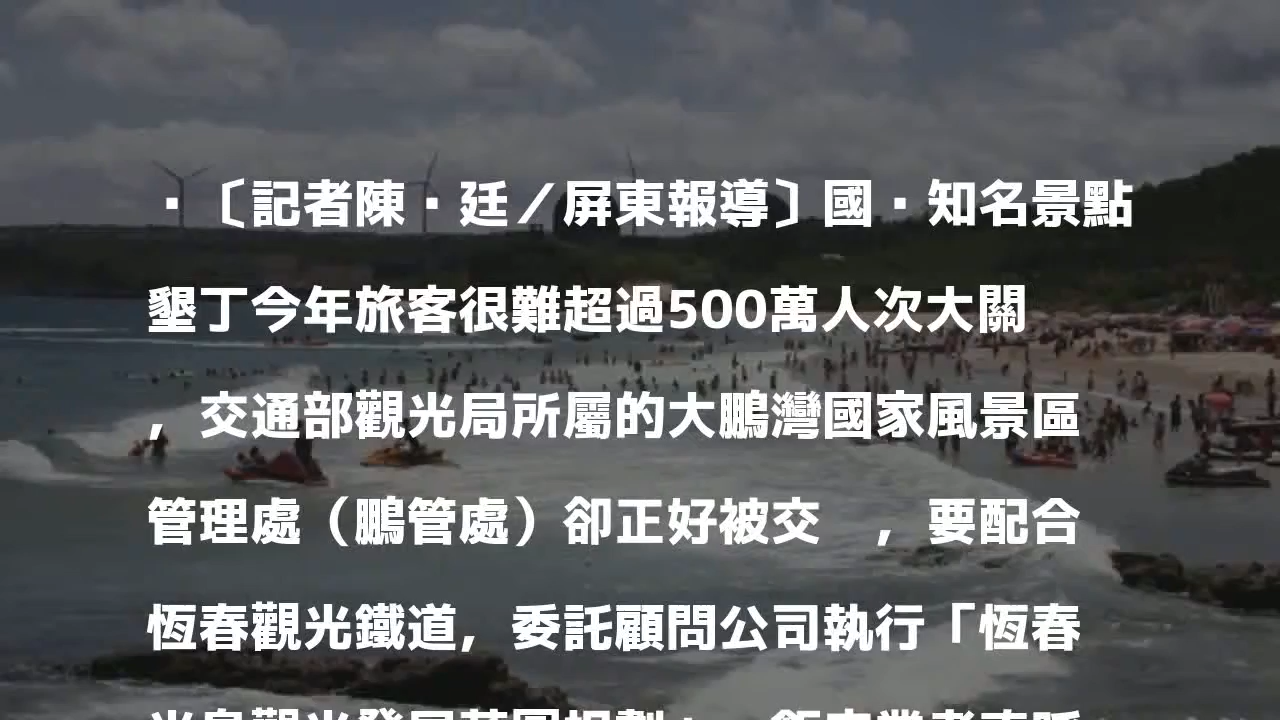 ▪〔記者陳▪廷／屏東報導〕國▪知名景點
墾丁今年旅客很難超過500萬人次大關
，交通部觀光局所屬的大鵬灣國家風景區
管理處（鵬管處）卻正好被交　，要配合
恆春觀光鐵道，委託顧問公司執行「恆春